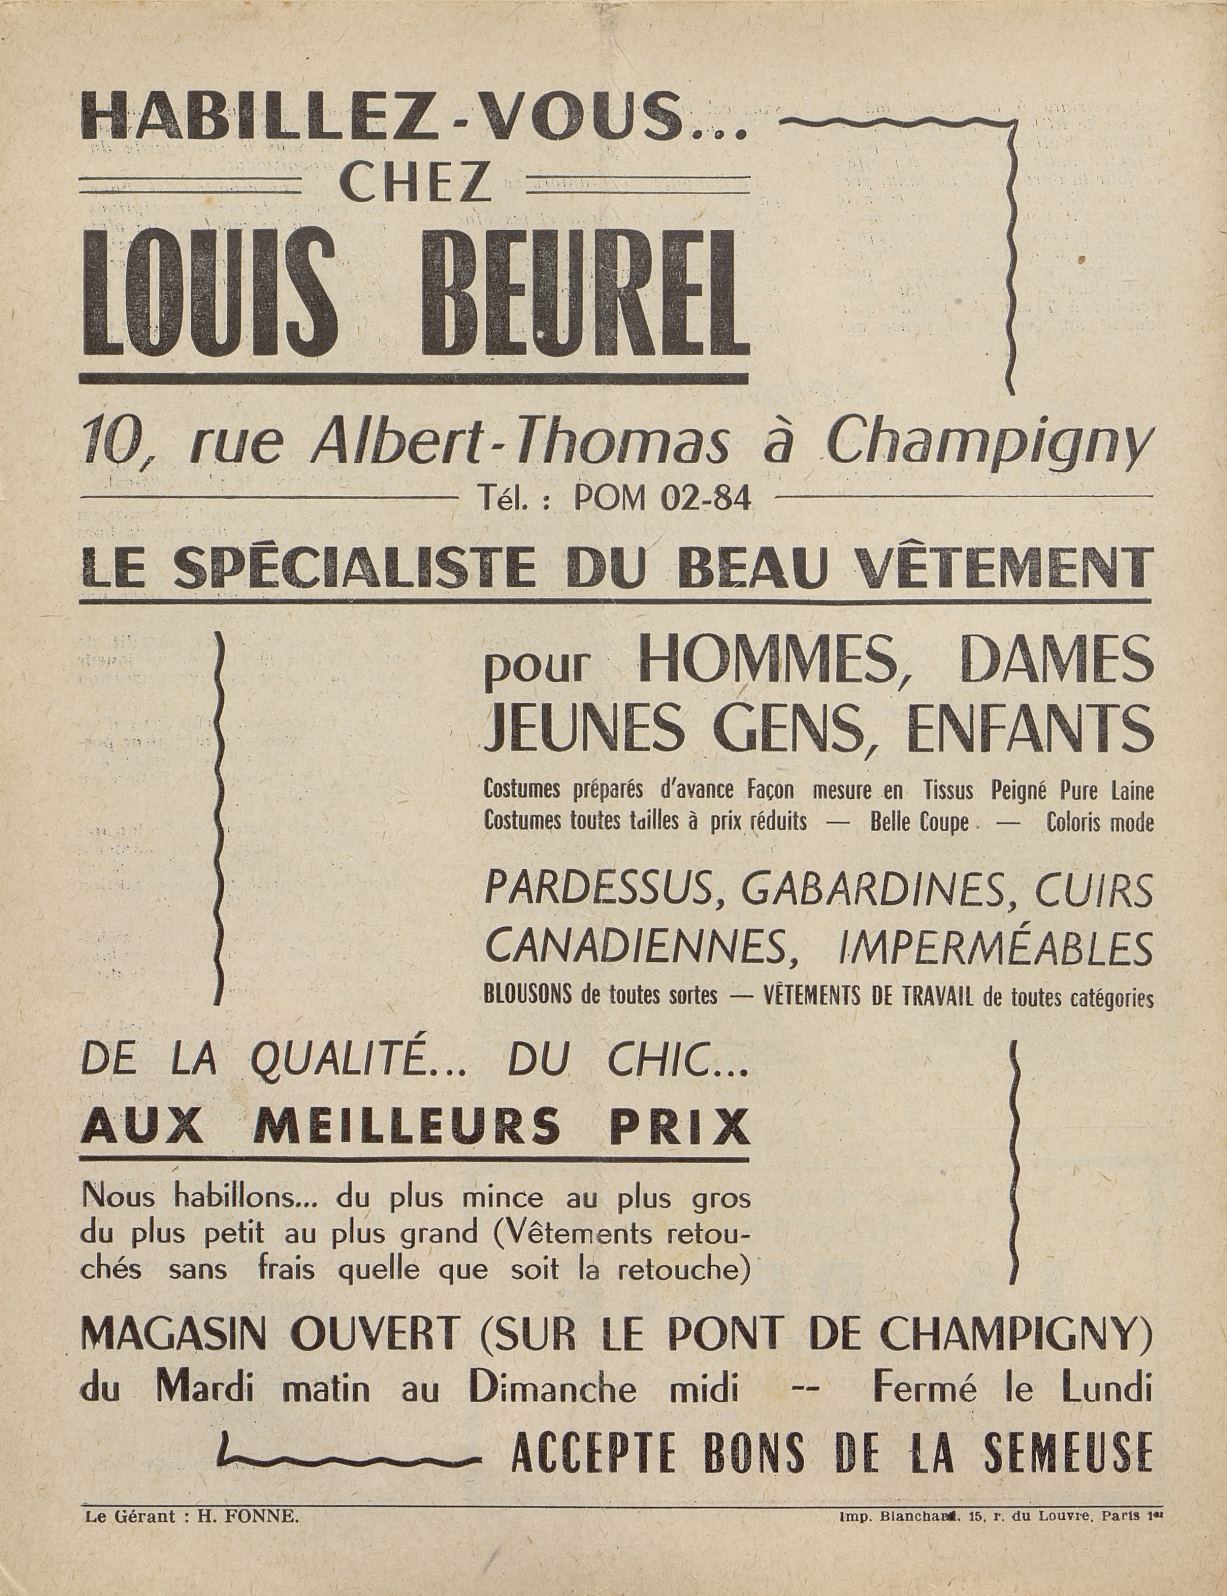 HABILLEZ-VOUS...
CHEZ
LOUIS BEUREL
10, rue Albert-Thomas à Champigny
Tél. : POM 02-84
LE SPÉCIALISTE DU BEAU VÊTEMENT
pour HOMMES, DAMES
JEUNES GENS, ENFANTS
Costumes préparés d'avance Façon mesure en Tissus Peigné Pure Laine
Costumes toutes tailles à prix réduits — Belle Coupe — Coloris mode
PARDESSUS, GABARDINES, CUIRS
CANADIENNES, IMPERMÉABLES
BLOUSONS de toutes sortes — VÊTEMENTS DE TRAVAIL de toutes catégories
DE LA QUALITÉ... DU CHIC...
AUX MEILLEURS PRIX
Nous habillons... du plus mince au plus gros
du plus petit au plus grand (Vêtements retou-
chés sans frais quelle que soit la retouche)
MAGASIN OUVERT (SUR LE PONT DE CHAMPIGNY)
du Mardi matin au Dimanche midi -- Fermé le Lundi
ACCEPTE BONS DE LA SEMEUSE
Le Gérant : H. FONNE.
Imp. Blanchard. 15, r. du Louvre, Paris 1er